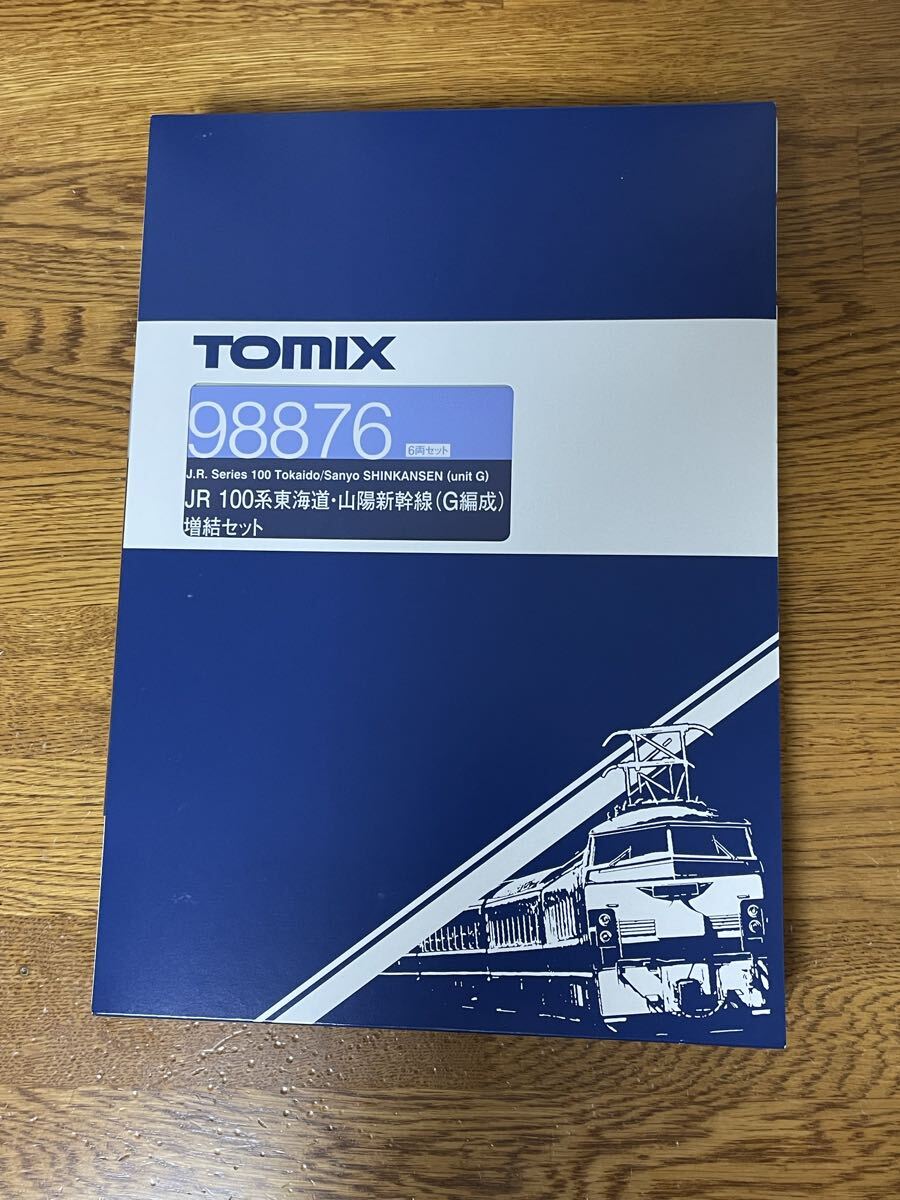 TOMIX
98876 6両セット
J.R. Series 100 Tokaido/Sanyo SHINKANSEN (unit G)
JR 100系東海道・山陽新幹線(G編成)
増結セット